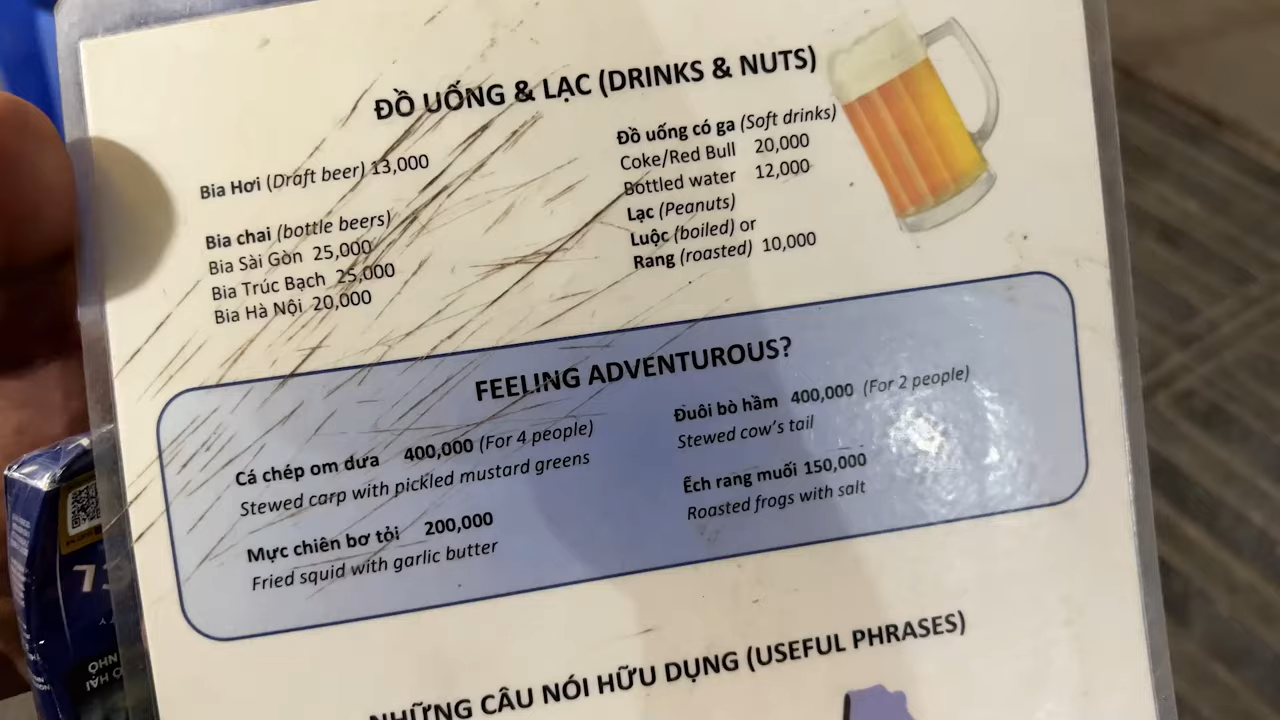 ĐỒ UỐNG & LẠC (DRINKS & NUTS)
Bia Hơi (Draft beer) 13,000
Bia chai (bottle beers)
Bia Sài Gòn 25,000
Bia Trúc Bạch 25,000
Bia Hà Nội 20,000
Đồ uống có ga (Soft drinks)
Coke/Red Bull 20,000
Bottled water 12,000
Lạc (Peanuts)
Luộc (boiled) or
Rang (roasted) 10,000
FEELING ADVENTUROUS?
Cá chép om dưa 400,000 (For 4 people)
Stewed carp with pickled mustard greens
Mực chiên bơ tỏi 200,000
Fried squid with garlic butter
Đuôi bò hầm 400,000 (For 2 people)
Stewed cow's tail
Ếch rang muối 150,000
Roasted frogs with salt
NHỮNG CÂU NÓI HỮU DỤNG (USEFUL PHRASES)